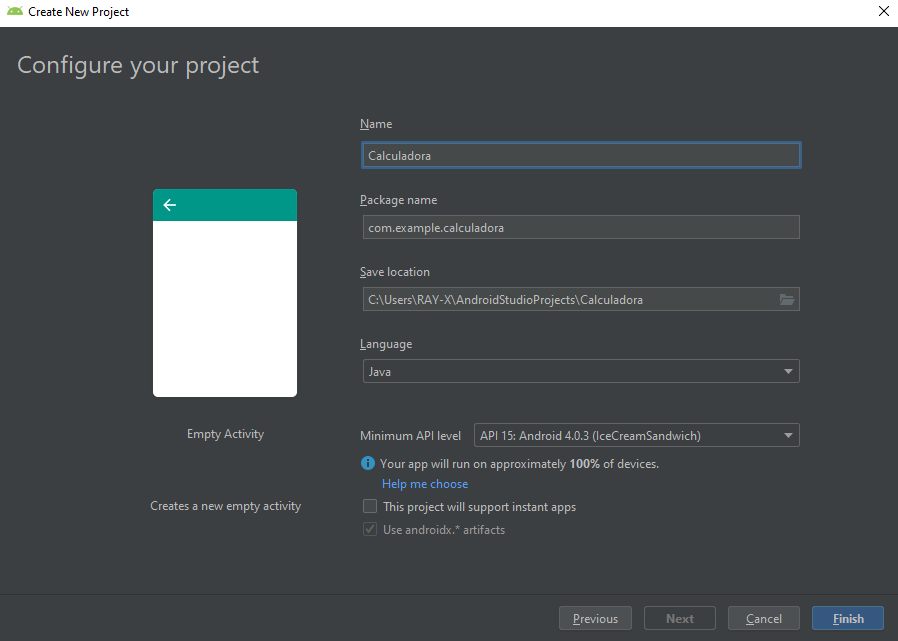 Create New Project
Configure your project
Name
Calculadora
Package name
com.example.calculadora
Save location
C:\Users\RAY-X\AndroidStudioProjects\Calculadora
Language
Java
Empty Activity
Minimum API level API 15: Android 4.0.3 (IceCreamSandwich)
Your app will run on approximately 100% of devices.
Help me choose
Creates a new empty activity
This project will support instant apps
Use androidx.* artifacts
Previous Next Cancel Finish